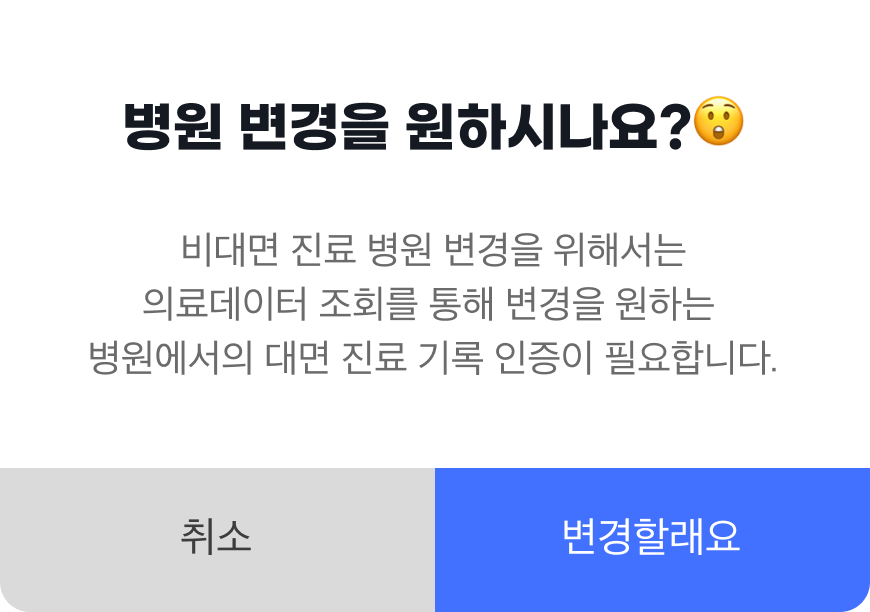 병원 변경을 원하시나요?😲
비대면 진료 병원 변경을 위해서는
의료데이터 조회를 통해 변경을 원하는
병원에서의 대면 진료 기록 인증이 필요합니다.
취소
변경할래요